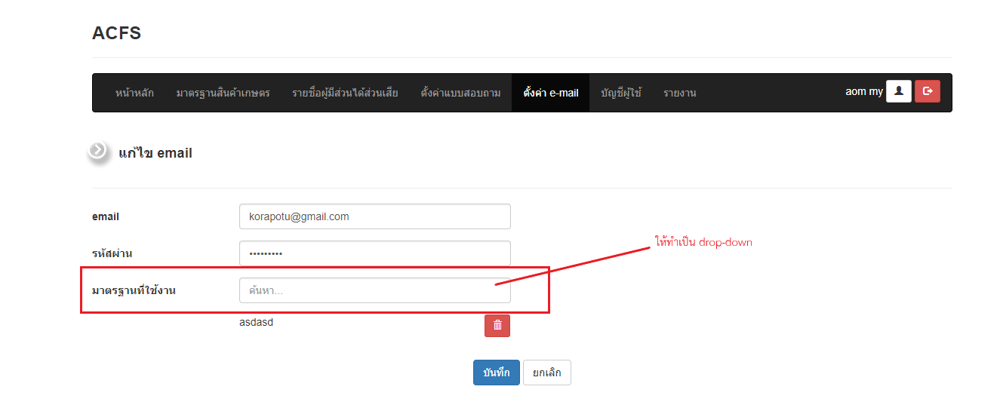 ACFS
หน้าหลัก มาตรฐานสินค้าเกษตร รายชื่อผู้มีส่วนได้ส่วนเสีย ตั้งค่าแบบสอบถาม ตั้งค่า e-mail บัญชีผู้ใช้ รายงาน aom my
แก้ไข email
email korapotu@gmail.com
ให้ทำเป็น drop-down
รหัสผ่าน •••••••••
มาตรฐานที่ใช้งาน ค้นหา...
asdasd
บันทึก ยกเลิก